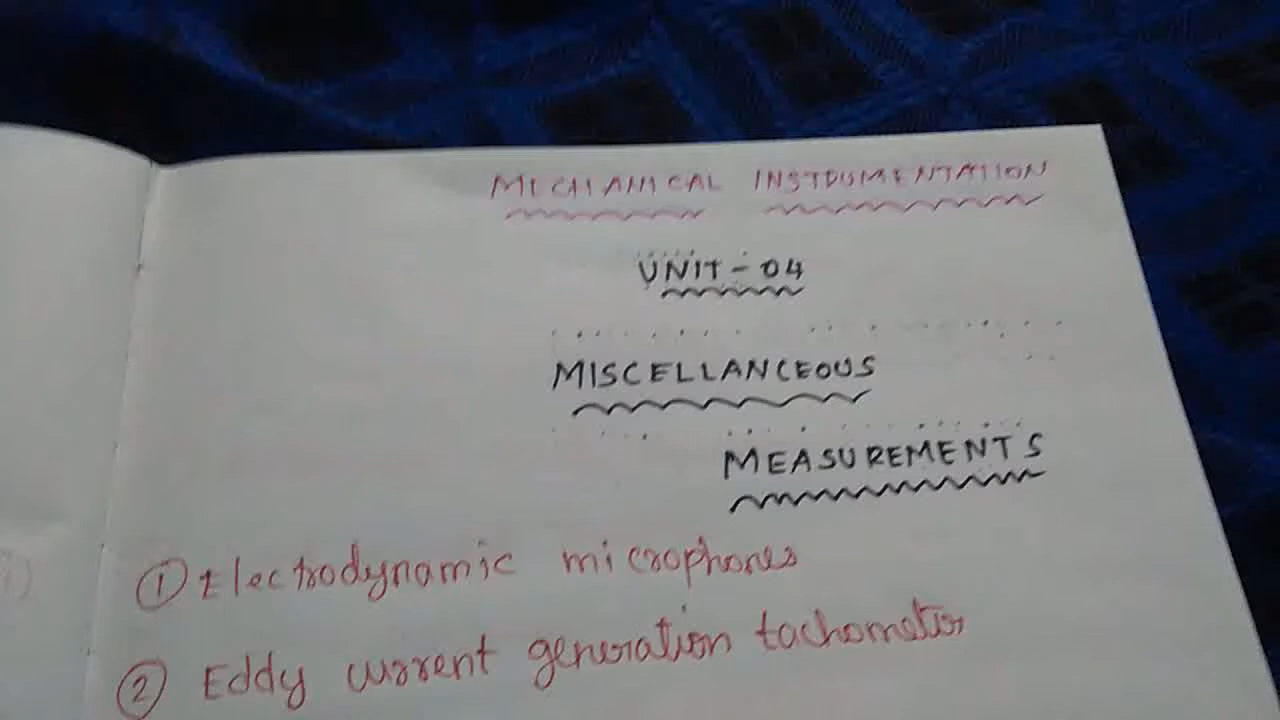 MECHANICAL INSTRUMENTATION
UNIT-04
MISCELLANCEOUS
MEASUREMENTS
① Electrodynamic microphones
② Eddy current generation tachometer